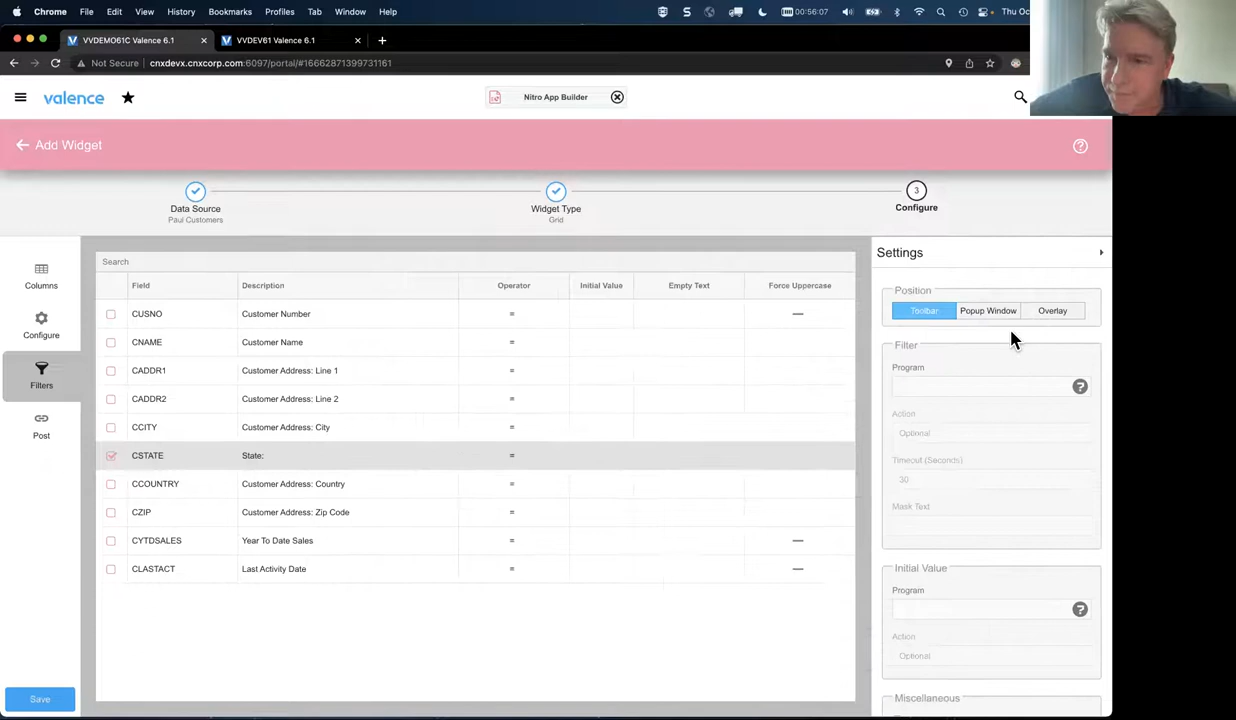 Chrome File Edit View History Bookmarks Profiles Tab Window Help 00:56:07 Thu Oc
VVDEMO61C Valence 6.1 VVDEV61 Valence 6.1
Not Secure cnxdevx.cnxcorp.com:6097/portal/#16662871399731161
valence Nitro App Builder
Add Widget
3
Data Source Widget Type Configure
Paul Customers Grid
Columns
Configure
Filters
Post
Save
Search
Field Description Operator Initial Value Empty Text Force Uppercase
CUSNO Customer Number =
CNAME Customer Name =
CADDR1 Customer Address: Line 1 =
CADDR2 Customer Address: Line 2 =
CCITY Customer Address: City =
CSTATE State: =
CCOUNTRY Customer Address: Country =
CZIP Customer Address: Zip Code =
CYTDSALES Year To Date Sales =
CLASTACT Last Activity Date =
Settings
Position
Toolbar Popup Window Overlay
Filter
Program
Action
Optional
Timeout (Seconds)
30
Mask Text
Initial Value
Program
Action
Optional
Miscellaneous